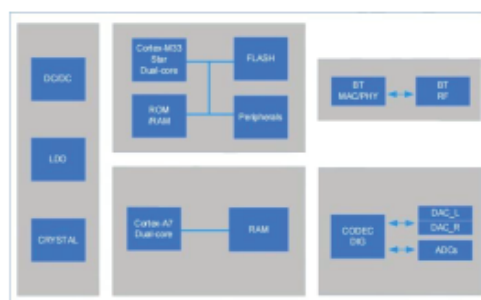 DC/DC
LDO
CRYSTAL
Cortex-M33
Star
Dual-core
FLASH
ROM
/RAM
Peripherals
Cortex-A7
Dual-core
RAM
BT
MAC/PHY
BT
RF
CODEC
DIG
DAC_L
DAC_R
ADCs